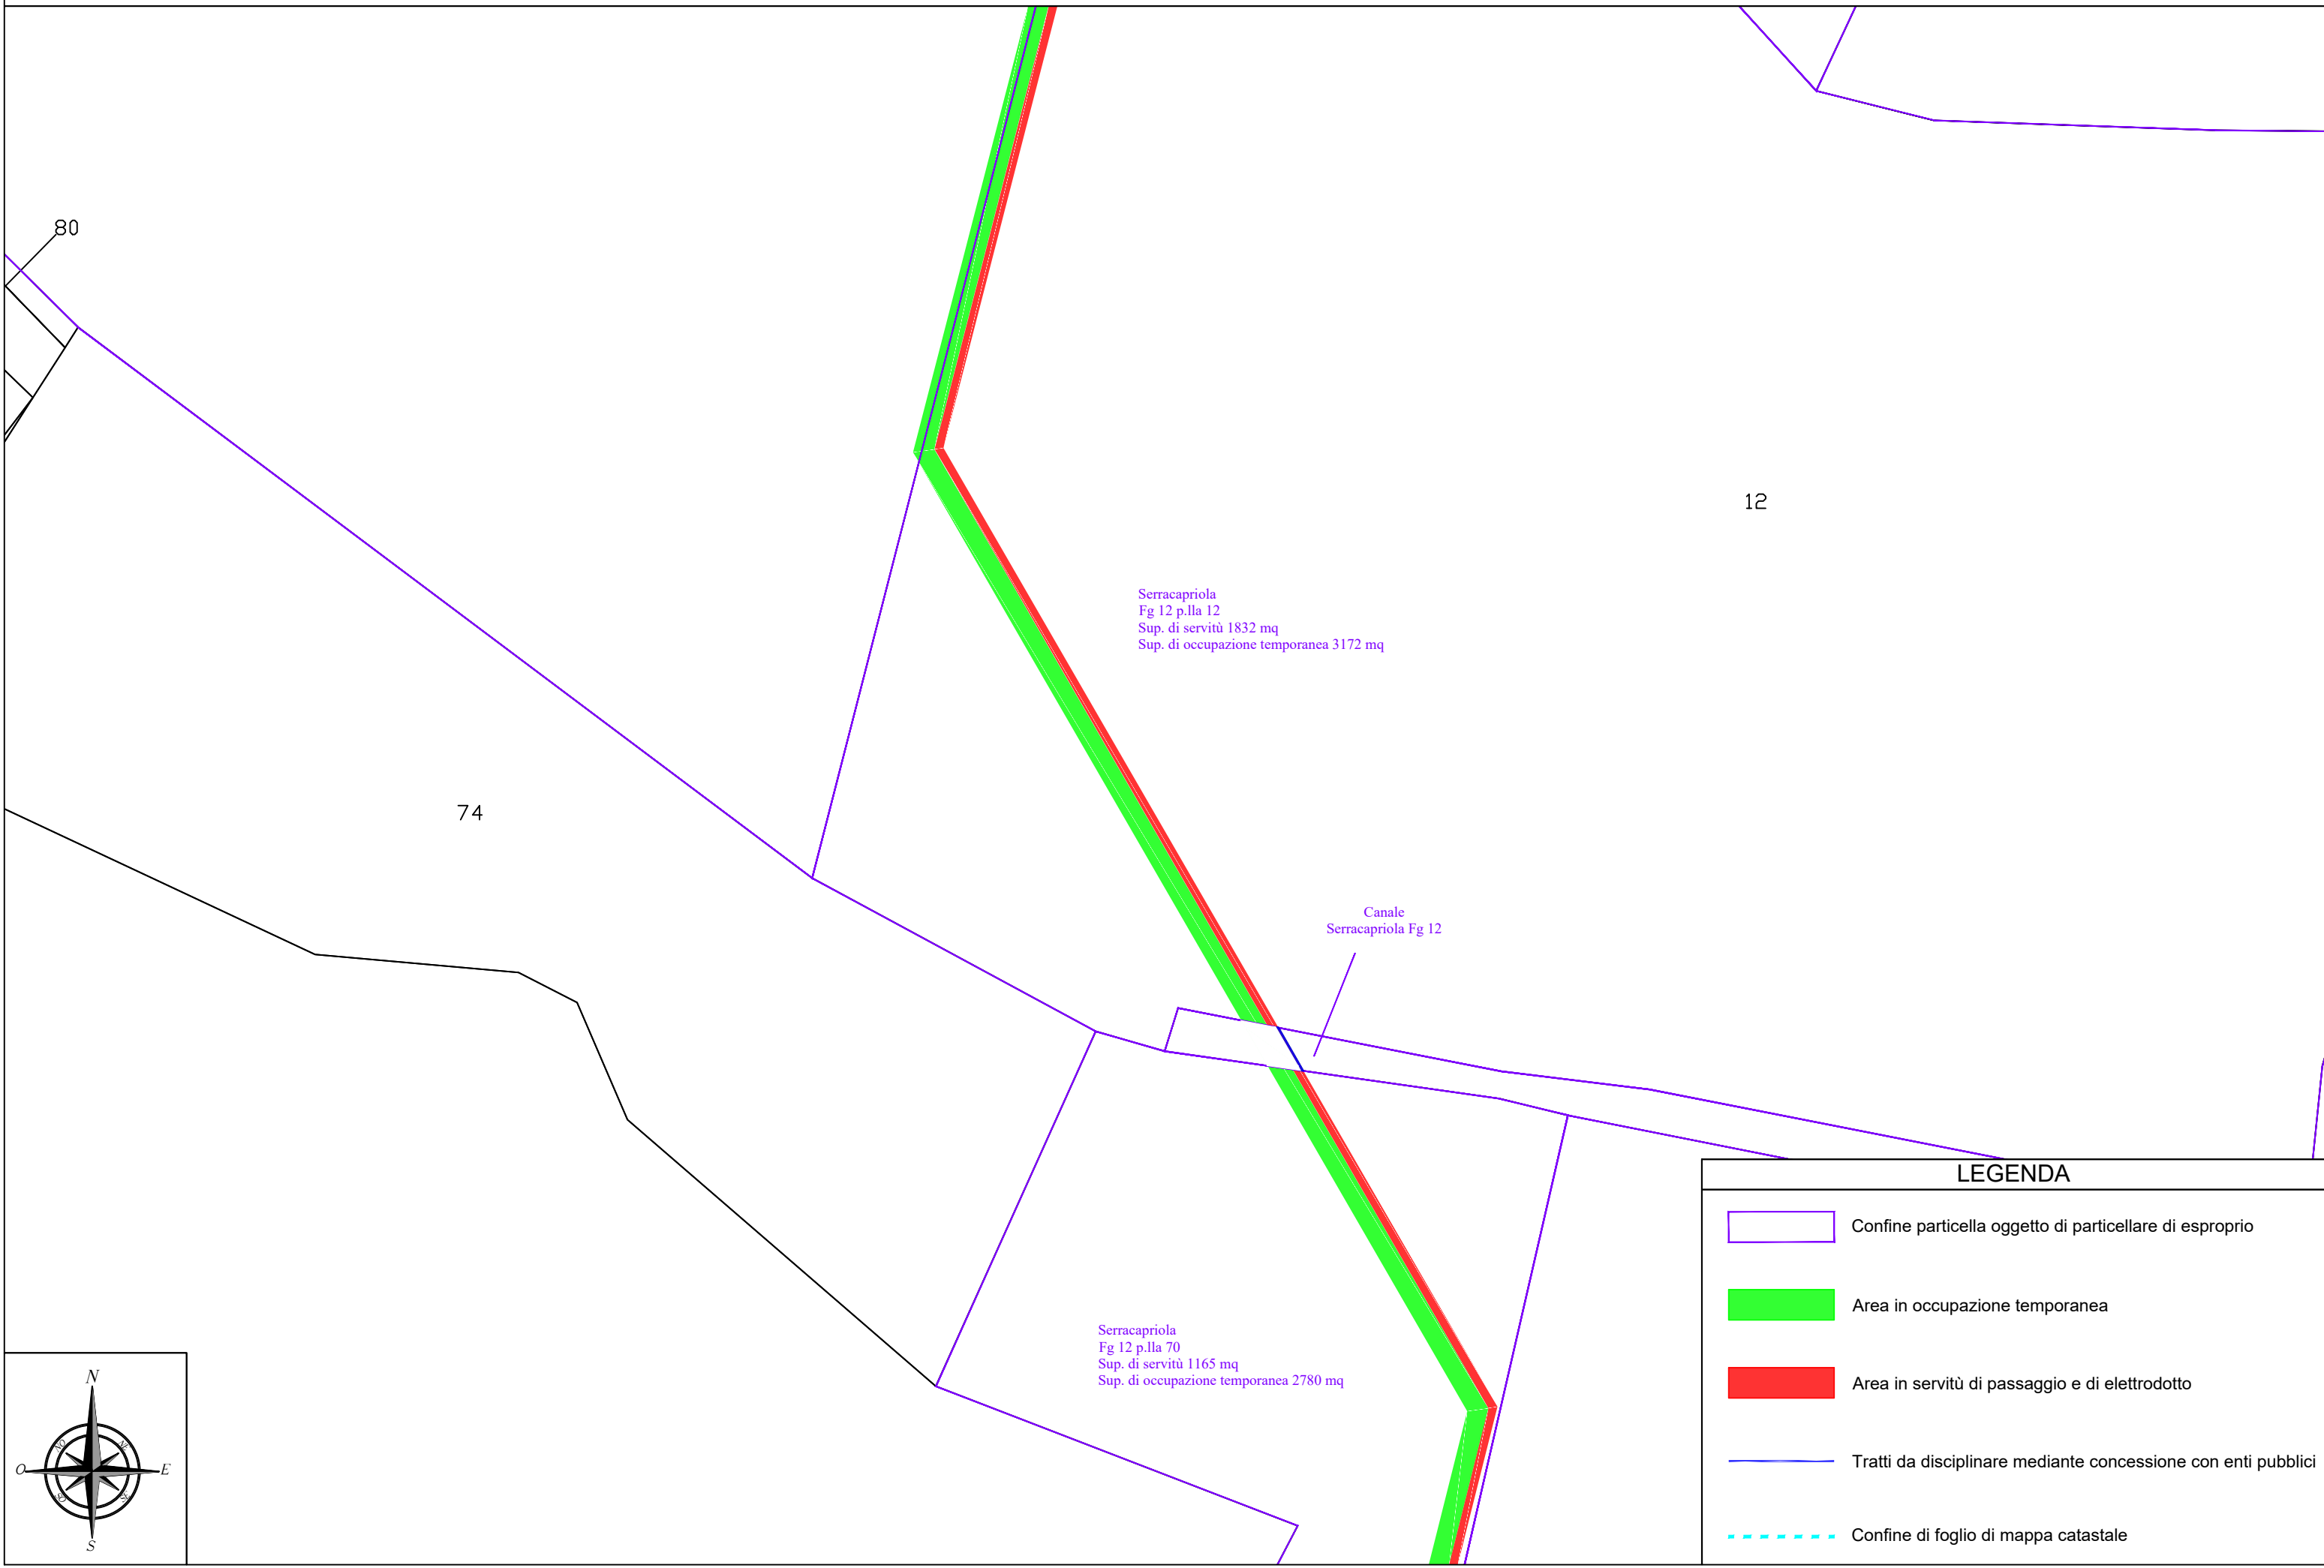 80
12
Serracapriola
Fg 12 p.lla 12
Sup. di servitù 1832 mq
Sup. di occupazione temporanea 3172 mq
74
Canale
Serracapriola Fg 12
Serracapriola
Fg 12 p.lla 70
Sup. di servitù 1165 mq
Sup. di occupazione temporanea 2780 mq
LEGENDA
Confine particella oggetto di particellare di esproprio
Area in occupazione temporanea
Area in servitù di passaggio e di elettrodotto
Tratti da disciplinare mediante concessione con enti pubblici
Confine di foglio di mappa catastale
N
NO
NE
O
E
S